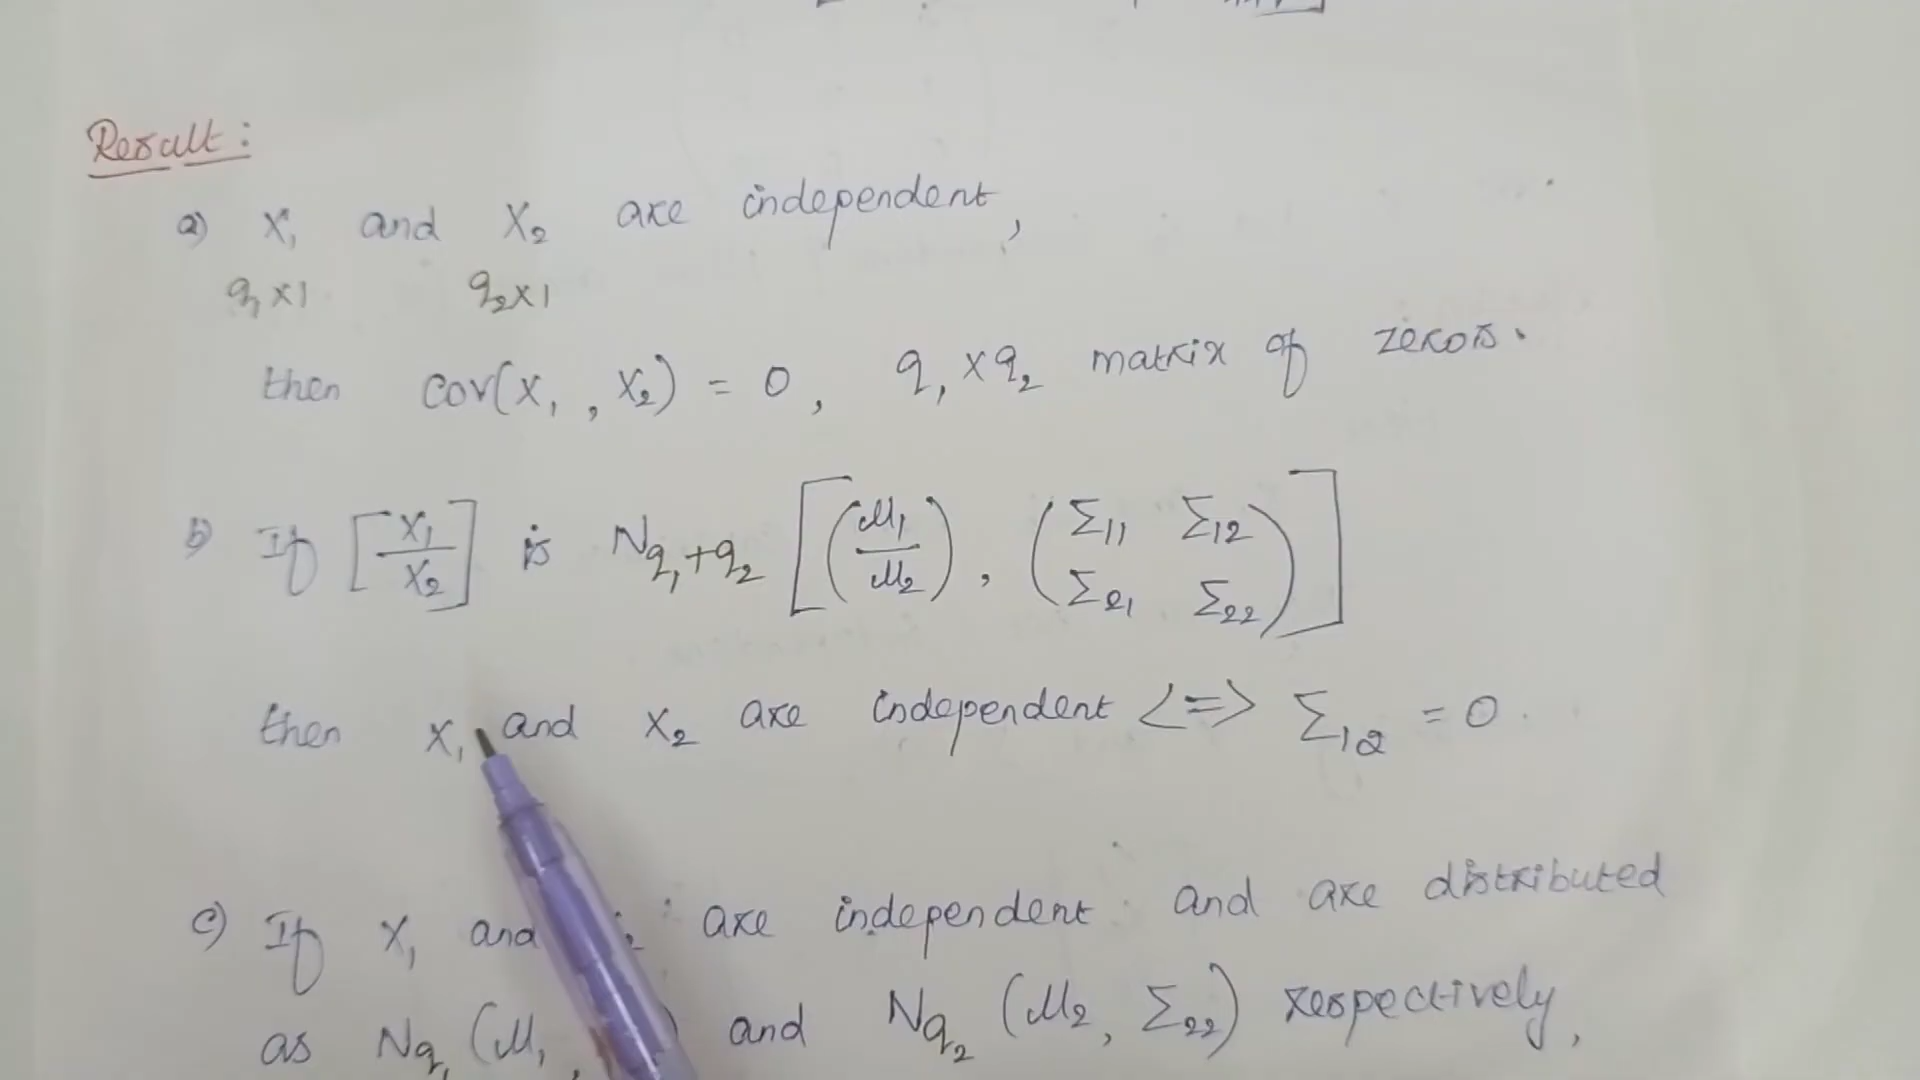 Result:
a) X₁ and X₂ are independent,
q₁×1 q₂×1
then cov(X₁, X₂) = 0, q₁×q₂ matrix of zeros.
b) If [X₁/X₂] is N_{q₁+q₂} [(μ₁/μ₂), (Σ₁₁ Σ₁₂
Σ₂₁ Σ₂₂)]
then X₁ and X₂ are independent <=> Σ₁₂ = 0.
c) If X₁ and ₂ are independent and are distributed
as N_{q₁} (μ₁, ) and N_{q₂} (μ₂, Σ₂₂) respectively,